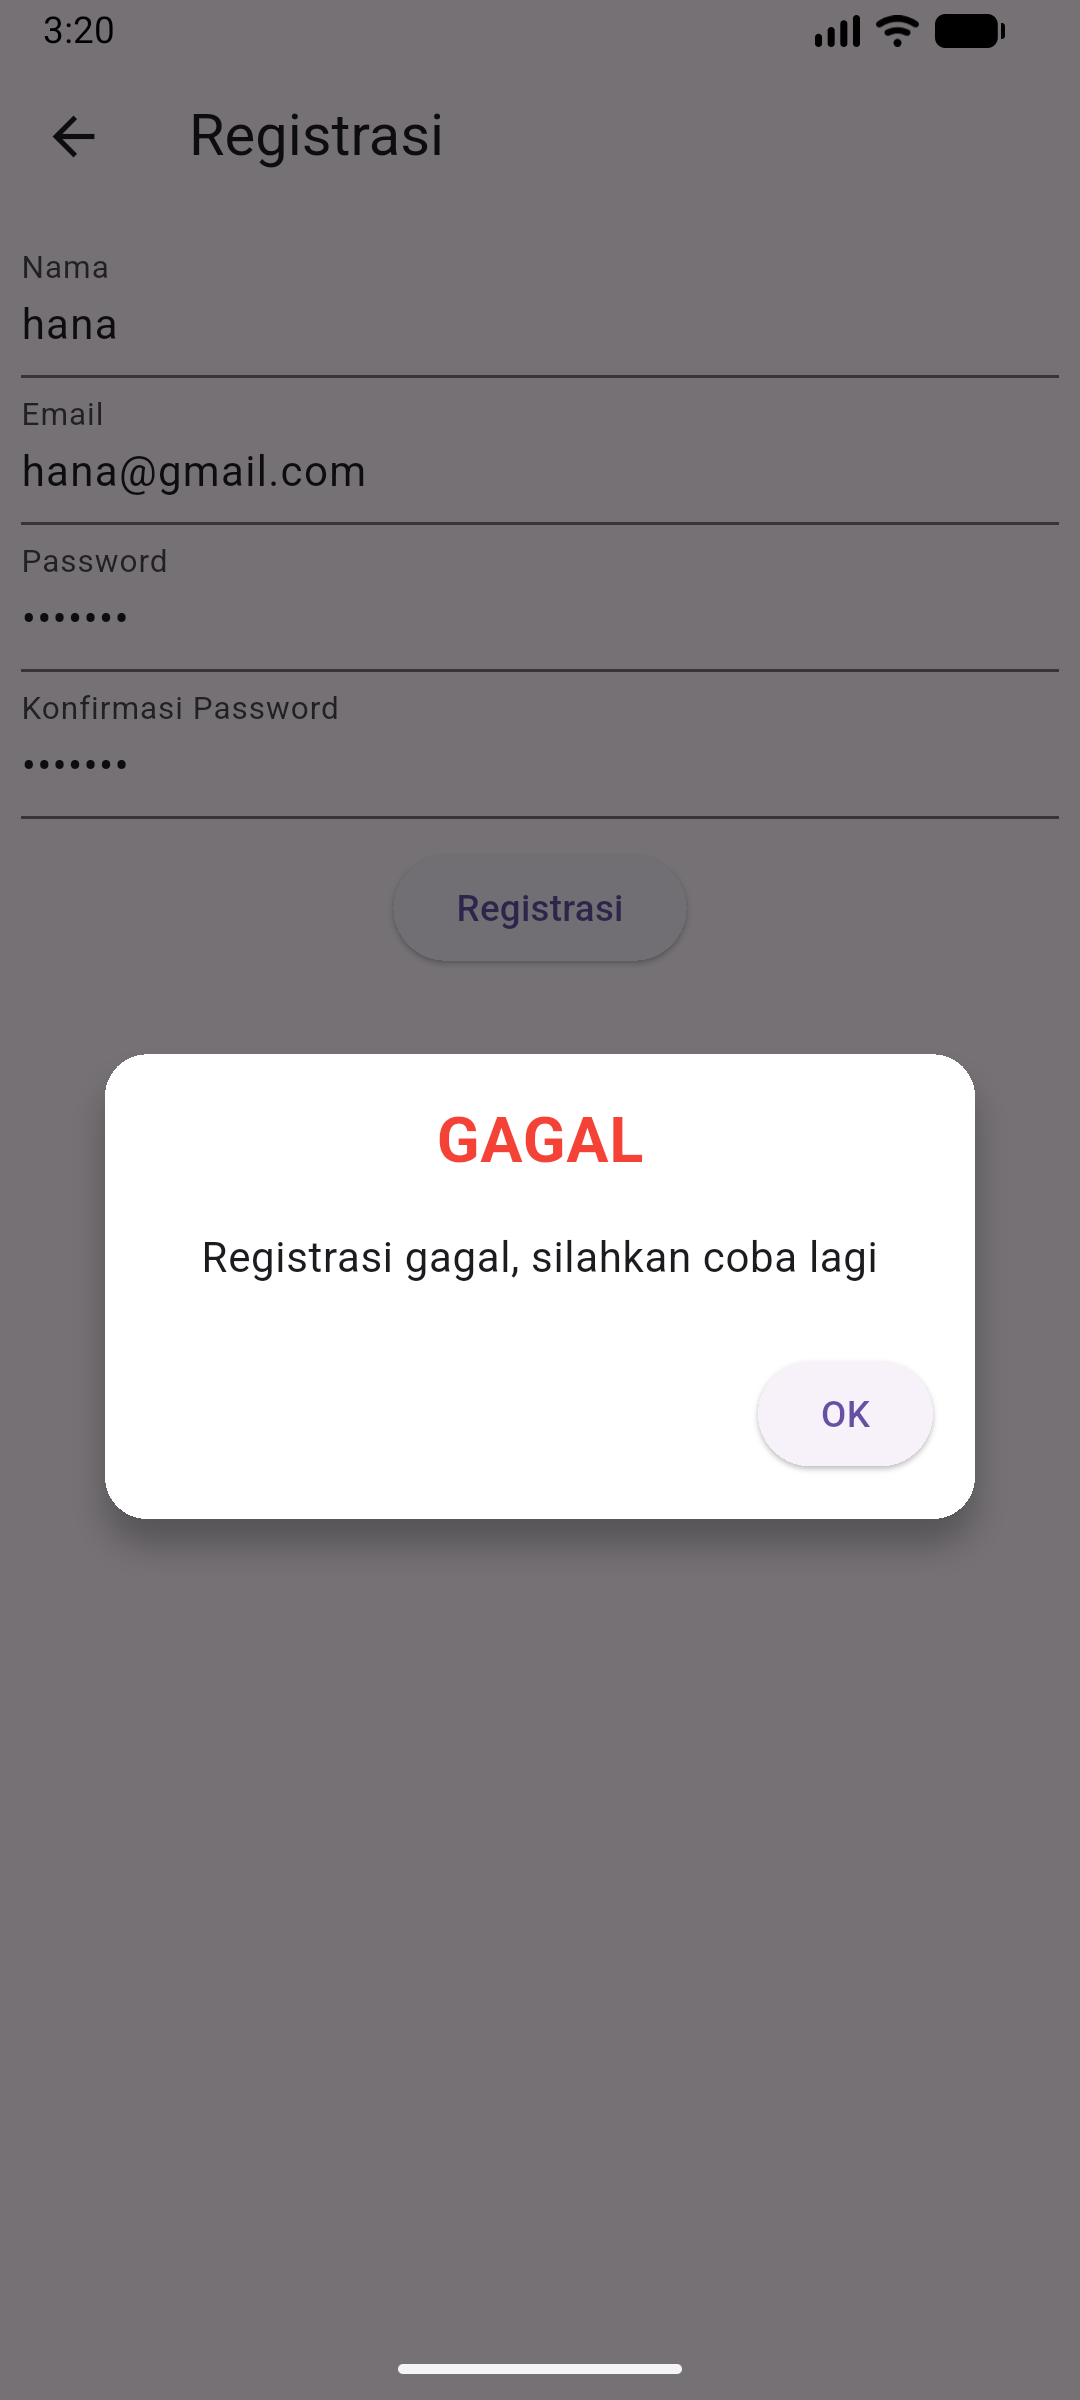 3:20
Registrasi
Nama
hana
Email
hana@gmail.com
Password
•••••••
Konfirmasi Password
•••••••
Registrasi
GAGAL
Registrasi gagal, silahkan coba lagi
OK